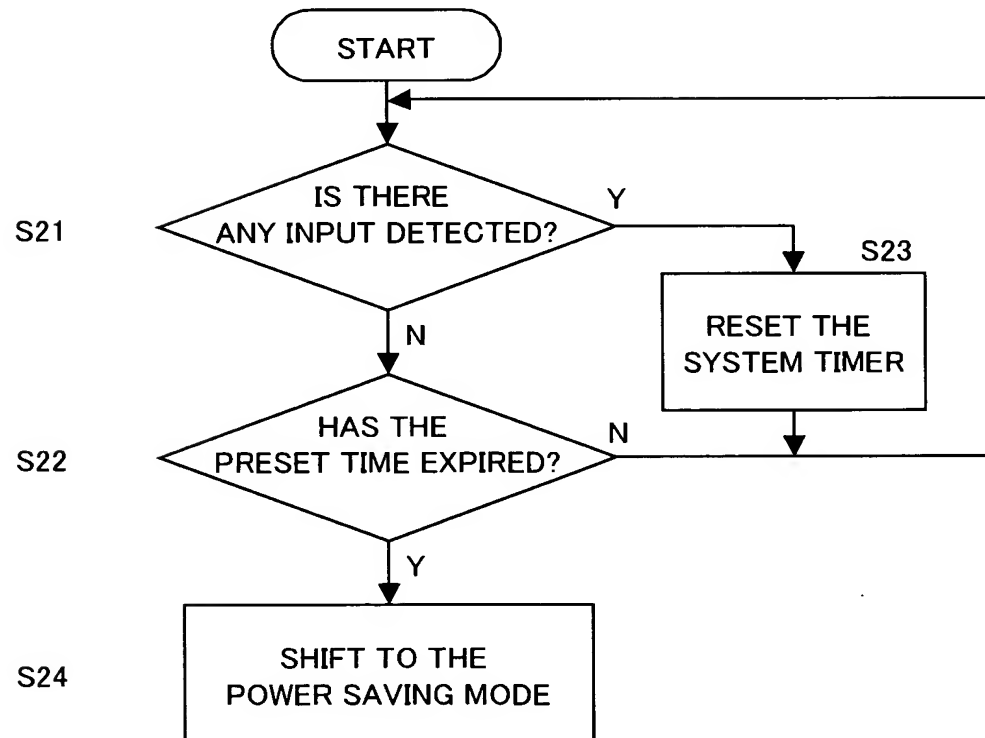 START
S21
IS THERE
ANY INPUT DETECTED?
Y
S23
RESET THE
SYSTEM TIMER
N
S22
HAS THE
PRESET TIME EXPIRED?
N
Y
S24
SHIFT TO THE
POWER SAVING MODE